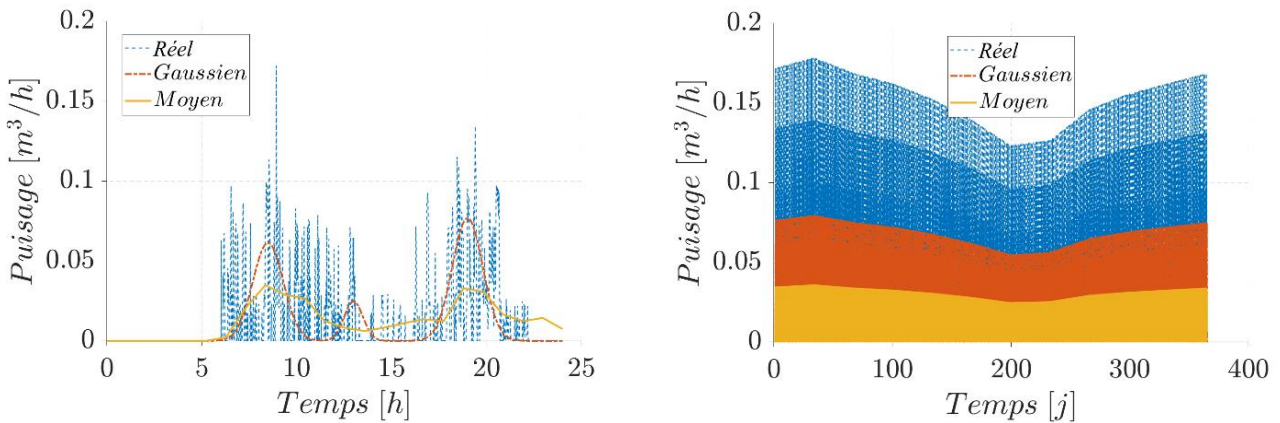 Puisage [m³/h]
0.2
0.15
0.1
0.05
0
Réel
Gaussien
Moyen
0 5 10 15 20 25
Temps [h]
Puisage [m³/h]
0.2
0.15
0.1
0.05
0
Réel
Gaussien
Moyen
0 100 200 300 400
Temps [j]